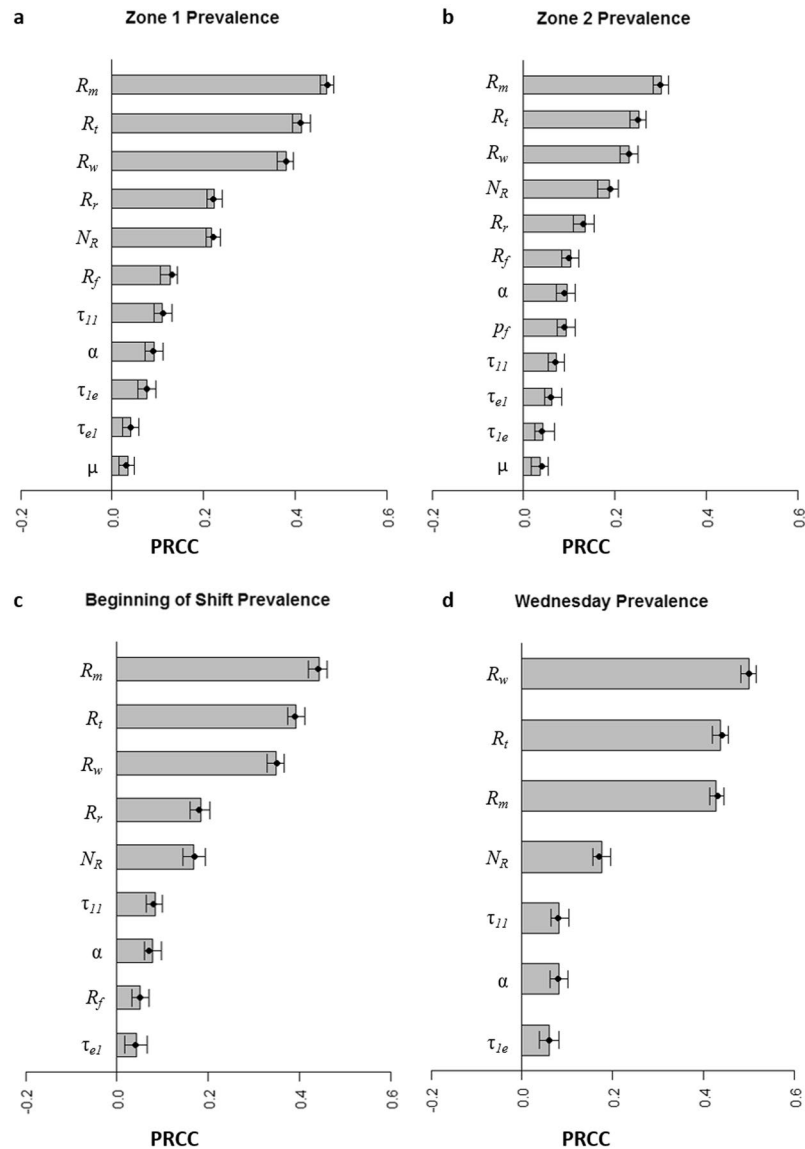 a Zone 1 Prevalence
R_m
R_t
R_w
R_r
N_R
R_f
τ_11
α
τ_1e
τ_e1
μ
-0.2 0.0 0.2 0.4 0.6
PRCC
b Zone 2 Prevalence
R_m
R_t
R_w
N_R
R_r
R_f
α
p_f
τ_11
τ_e1
τ_1e
μ
-0.2 0.0 0.2 0.4 0.6
PRCC
c Beginning of Shift Prevalence
R_m
R_t
R_w
R_r
N_R
τ_11
α
R_f
τ_e1
-0.2 0.0 0.2 0.4 0.6
PRCC
d Wednesday Prevalence
R_w
R_t
R_m
N_R
τ_11
α
τ_1e
-0.2 0.0 0.2 0.4 0.6
PRCC